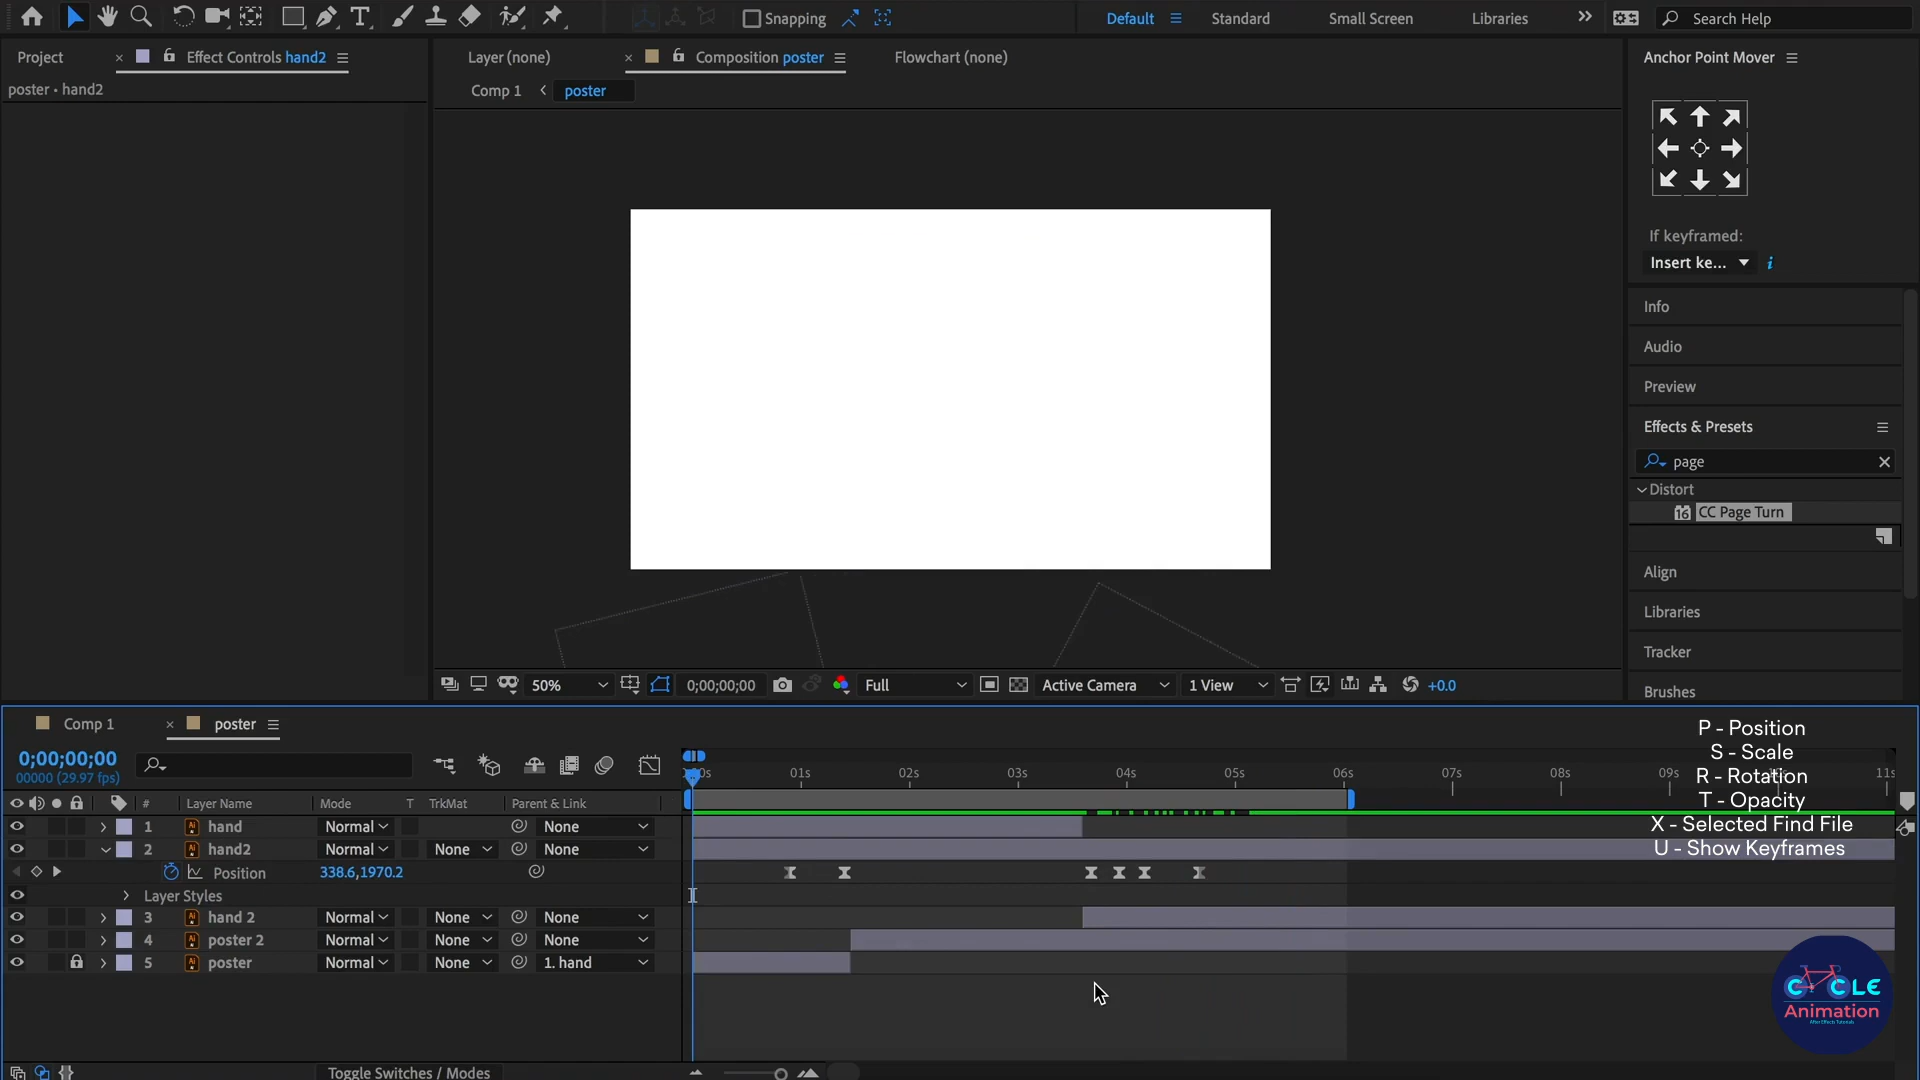 Snapping
Default
Standard
Small Screen
Libraries
Search Help
Project
Effect Controls hand2
Layer (none)
Composition poster
Flowchart (none)
Anchor Point Mover
poster • hand2
Comp 1
poster
If keyframed:
Insert ke...
Info
Audio
Preview
Effects & Presets
page
Distort
CC Page Turn
Align
Libraries
Tracker
Brushes
50%
0;00;00;00
Full
Active Camera
1 View
+0.0
Comp 1
poster
P - Position
S - Scale
R - Rotation
T - Opacity
X - Selected Find File
U - Show Keyframes
0;00;00;00
00000 (29.97 fps)
01s
02s
03s
04s
05s
06s
07s
08s
09s
11s
#
Layer Name
Mode
T
TrkMat
Parent & Link
1
hand
Normal
None
2
hand2
Normal
None
None
Position
338.6,1970.2
Layer Styles
3
hand 2
Normal
None
None
4
poster 2
Normal
None
None
5
poster
Normal
None
1. hand
Toggle Switches / Modes
CYCLE
Animation
After Effects Tutorials